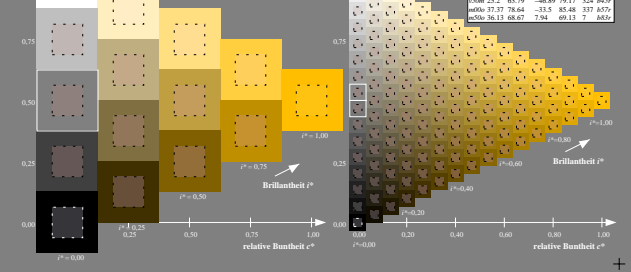 m00o 37.37 78.64 −33.5 85.48 337 b57r
m50o 36.13 68.67 7.94 69.13 7 b83r
0,75
0,50
0,25
0,00
i* = 1,00
i* = 0,75
Brillantheit i*
i* = 0,50
i* = 0,25
i* = 0,00
0,25
0,50
0,75
1,00
relative Buntheit c*
0,75
0,50
0,25
0,00
i*=1,00
i*=0,80
Brillantheit i*
i*=0,60
i*=0,40
i*=0,20
i*=0,00
0,00
0,20
0,40
0,60
0,80
1,00
relative Buntheit c*